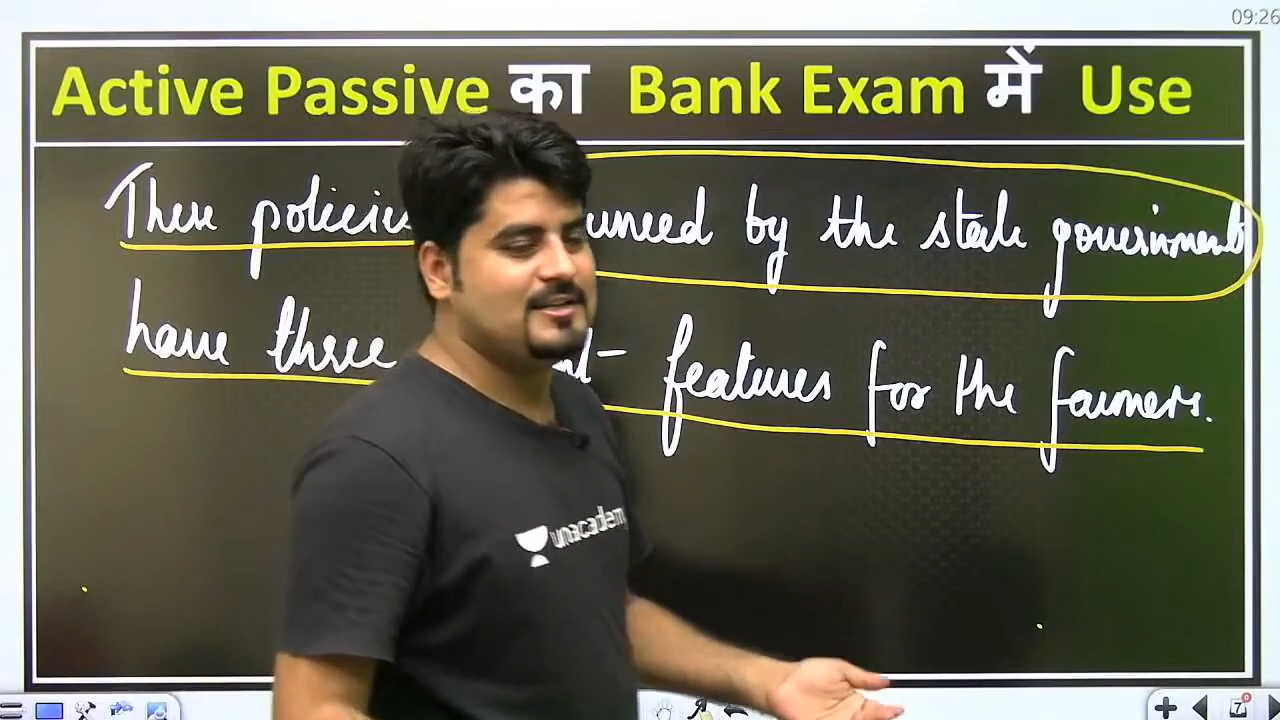 09:26
Active Passive का Bank Exam में Use
These policies by the state government
have three features for the farmers.
unacademy
7